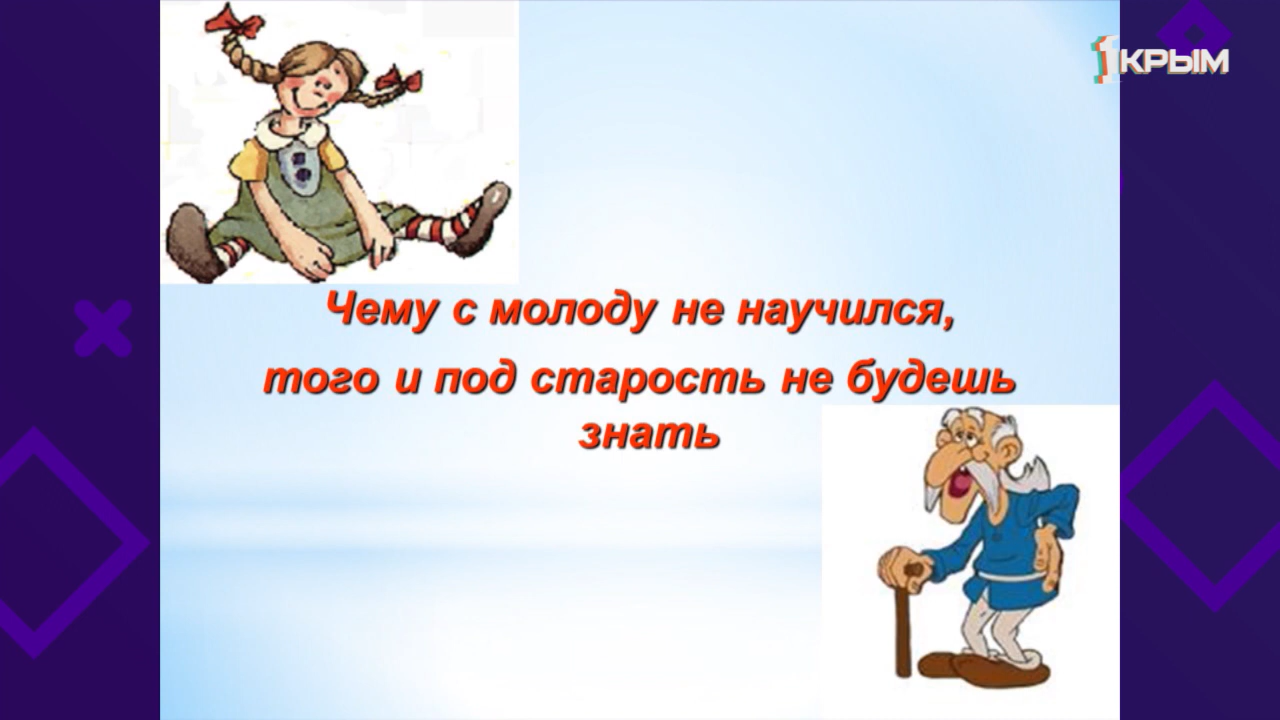 1КРЫМ
Чему с молоду не научился,
того и под старость не будешь
знать